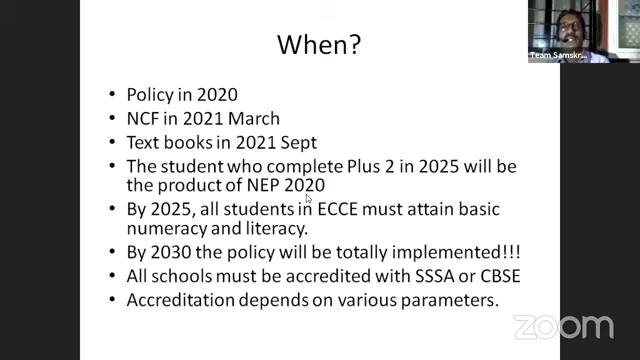 When?
Team Samskr...
• Policy in 2020
• NCF in 2021 March
• Text books in 2021 Sept
• The student who complete Plus 2 in 2025 will be
the product of NEP 2020
• By 2025, all students in ECCE must attain basic
numeracy and literacy.
• By 2030 the policy will be totally implemented!!!
• All schools must be accredited with SSSA or CBSE
• Accreditation depends on various parameters.
zoom